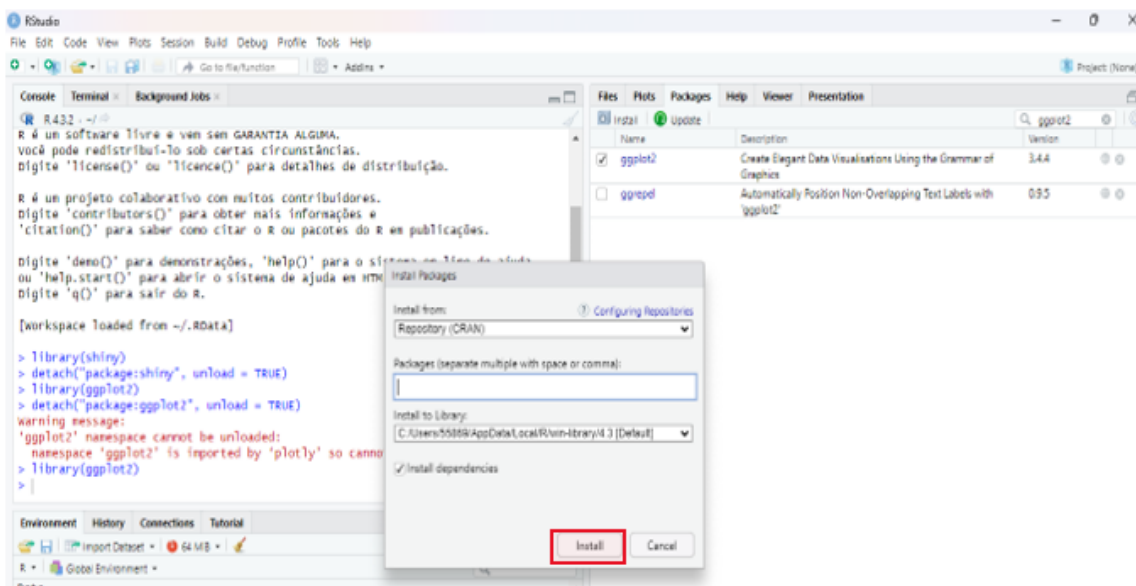 RStudio
File Edit Code View Plots Session Build Debug Profile Tools Help
Go to file/function Addins
Project: (None)
Console Terminal Background Jobs
R 4.3.2 · ~/
R é um software livre e vem sem GARANTIA ALGUMA.
Você pode redistribuí-lo sob certas circunstâncias.
Digite 'license()' ou 'licence()' para detalhes de distribuição.
R é um projeto colaborativo com muitos contribuidores.
Digite 'contributors()' para obter mais informações e
'citation()' para saber como citar o R ou pacotes do R em publicações.
Digite 'demo()' para demonstrações, 'help()' para o sistema on-line de ajuda,
ou 'help.start()' para abrir o sistema de ajuda em HTM
Digite 'q()' para sair do R.
[Workspace loaded from ~/.RData]
> library(shiny)
> detach("package:shiny", unload = TRUE)
> library(ggplot2)
> detach("package:ggplot2", unload = TRUE)
Warning message:
'ggplot2' namespace cannot be unloaded:
namespace 'ggplot2' is imported by 'plotly' so canno
> library(ggplot2)
>
Environment History Connections Tutorial
Import Dataset 64 MiB
R Global Environment
Files Plots Packages Help Viewer Presentation
Install Update ggplot2
Name Description Version
ggplot2 Create Elegant Data Visualisations Using the Grammar of Graphics 3.4.4
ggrepel Automatically Position Non-Overlapping Text Labels with 'ggplot2' 0.9.5
Install Packages
Install from: ? Configuring Repositories
Repository (CRAN)
Packages (separate multiple with space or comma):
Install to Library:
C:/Users/55869/AppData/Local/R/win-library/4.3 [Default]
Install dependencies
Install Cancel